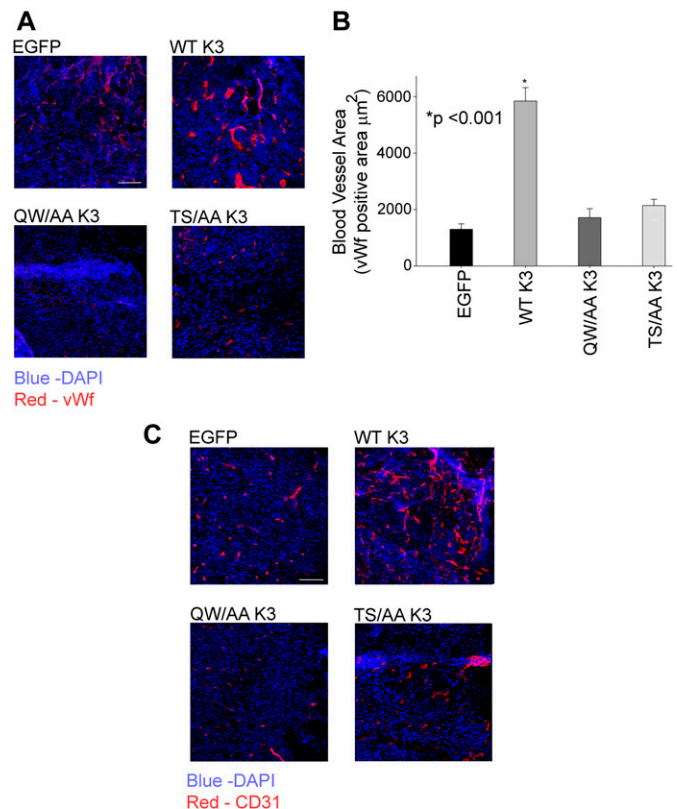 A
EGFP
WT K3
QW/AA K3
TS/AA K3
Blue -DAPI
Red - vWf
B
Blood Vessel Area
(vWf positive area μm2)
6000
4000
2000
0
*p <0.001
*
EGFP
WT K3
QW/AA K3
TS/AA K3
C
EGFP
WT K3
QW/AA K3
TS/AA K3
Blue -DAPI
Red - CD31